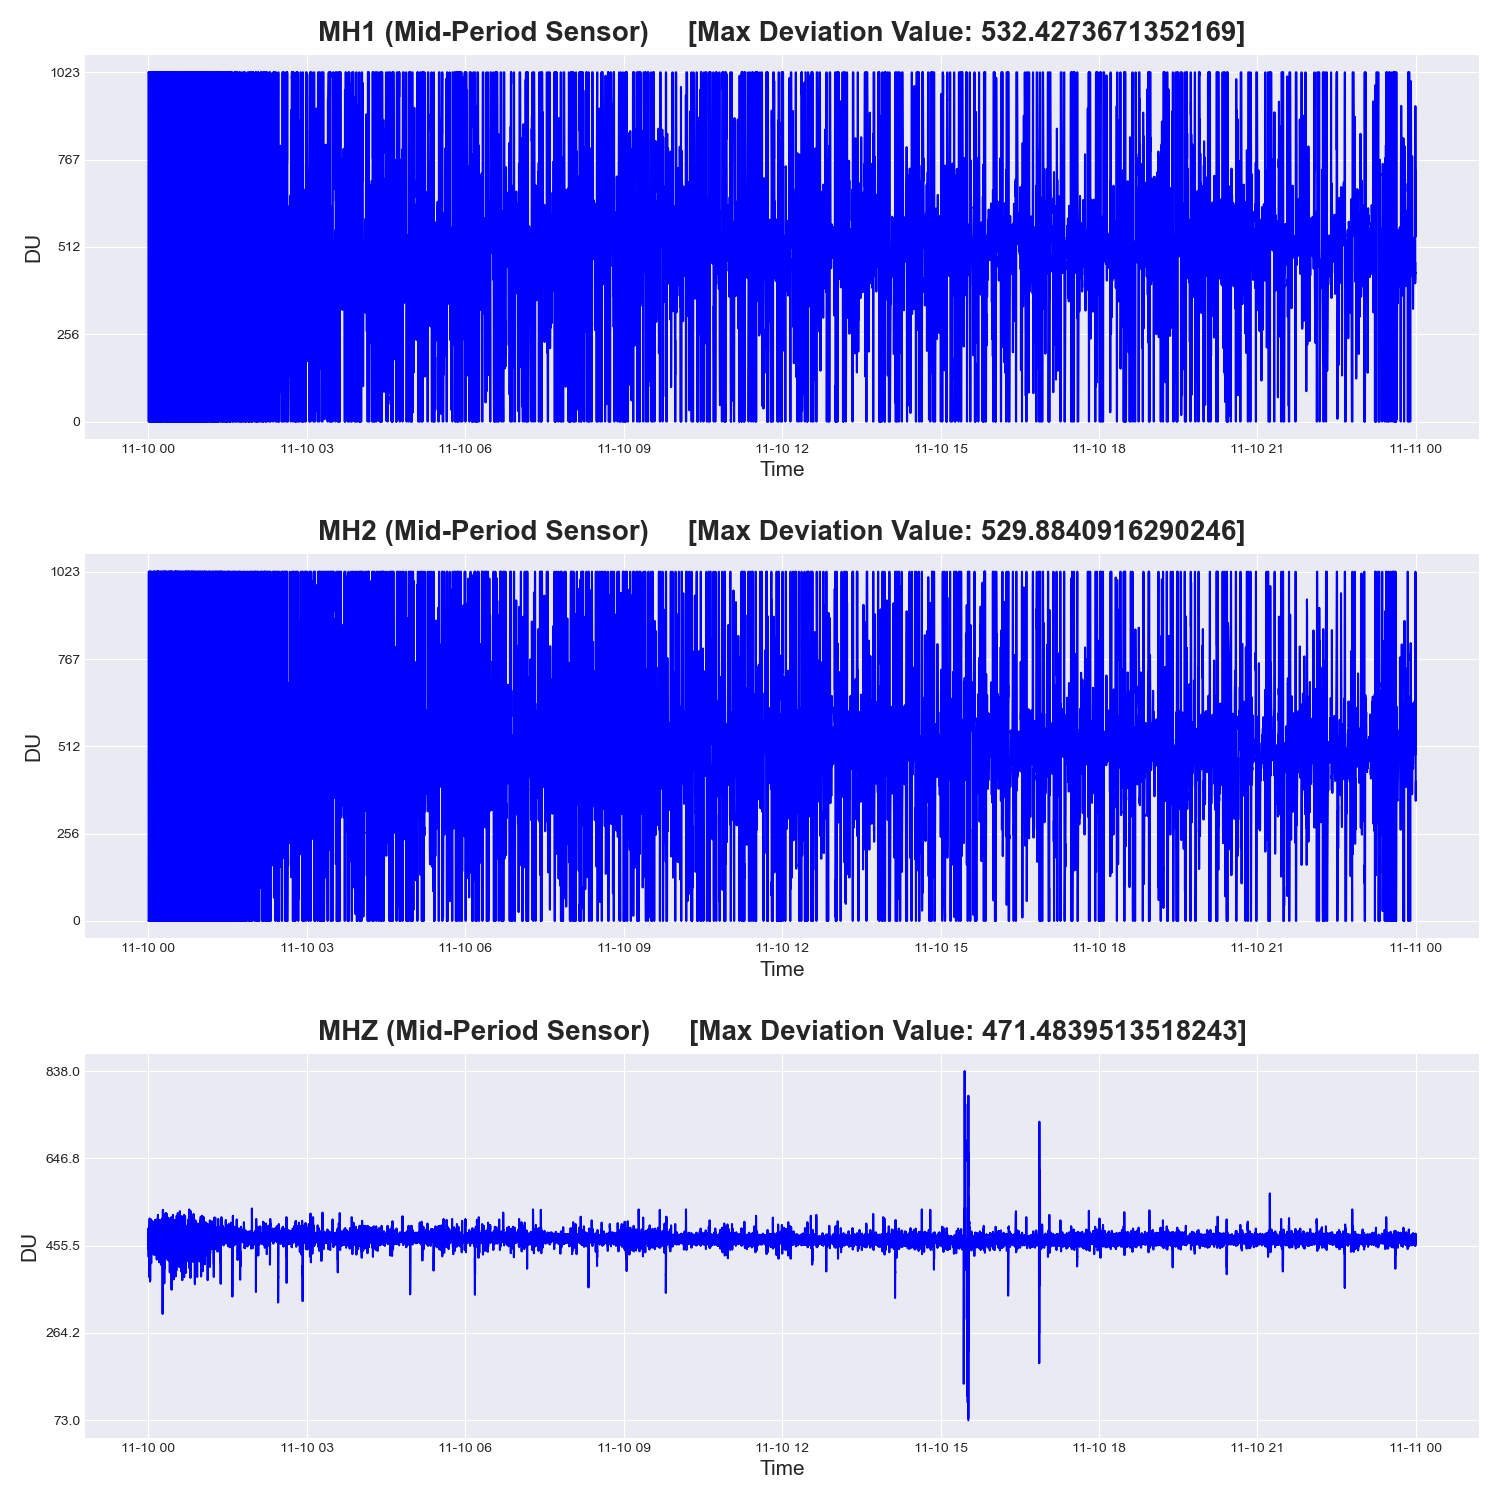 MH1 (Mid-Period Sensor) [Max Deviation Value: 532.4273671352169]
1023
767
512
256
0
DU
11-10 00 11-10 03 11-10 06 11-10 09 11-10 12 11-10 15 11-10 18 11-10 21 11-11 00
Time
MH2 (Mid-Period Sensor) [Max Deviation Value: 529.8840916290246]
1023
767
512
256
0
DU
11-10 00 11-10 03 11-10 06 11-10 09 11-10 12 11-10 15 11-10 18 11-10 21 11-11 00
Time
MHZ (Mid-Period Sensor) [Max Deviation Value: 471.4839513518243]
838.0
646.8
455.5
264.2
73.0
DU
11-10 00 11-10 03 11-10 06 11-10 09 11-10 12 11-10 15 11-10 18 11-10 21 11-11 00
Time